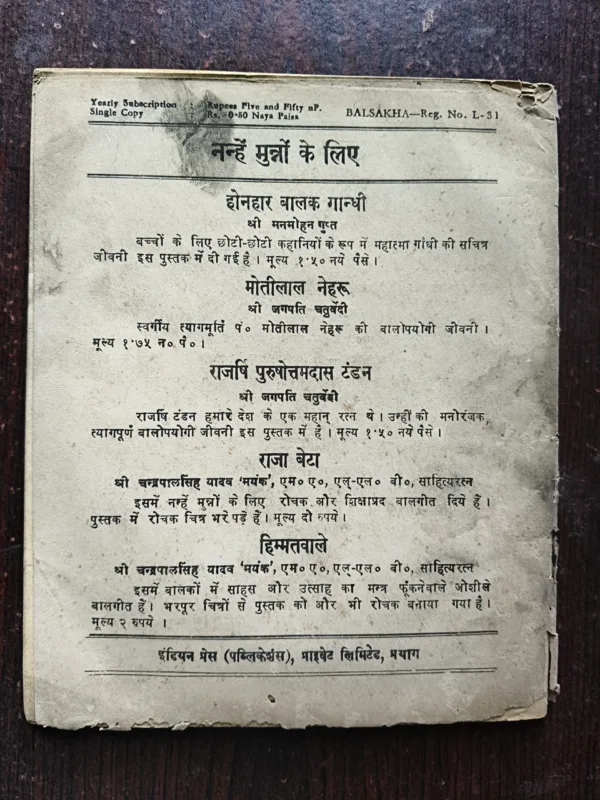 Yearly Subscription : Rupees Five and Fifty nP.
Single Copy : Rs. 0·50 Naya Paisa
BALSAKHA—Reg. No. L-31
नन्हें मुन्नों के लिए
होनहार बालक गान्धी
श्री मनमोहन गुप्त
बच्चों के लिए छोटी-छोटी कहानियों के रूप में महात्मा गांधी की सचित्र
जीवनी इस पुस्तक में दी गई है। मूल्य १·५० नये पैसे।
मोतीलाल नेहरू
श्री जगपति चतुर्वेदी
स्वर्गीय त्यागमूर्ति पं० मोतीलाल नेहरू की बालोपयोगी जीवनी।
मूल्य १·७५ न० पै०।
राजर्षि पुरुषोत्तमदास टंडन
श्री जगपति चतुर्वेदी
राजर्षि टंडन हमारे देश के एक महान् रत्न थे। उन्हीं की मनोरंजक,
त्यागपूर्ण बालोपयोगी जीवनी इस पुस्तक में है। मूल्य १·५० नये पैसे।
राजा बेटा
श्री चन्द्रपालसिंह यादव 'मयंक', एम० ए०, एल्-एल० बी०, साहित्यरत्न
इसमें नन्हें मुन्नों के लिए रोचक और शिक्षाप्रद बालगीत दिये हैं।
पुस्तक में रोचक चित्र भरे पड़े हैं। मूल्य दो रुपये।
हिम्मतवाले
श्री चन्द्रपालसिंह यादव 'मयंक', एम० ए०, एल्-एल० बी०, साहित्यरत्न
इसमें बालकों में साहस और उत्साह का मन्त्र फूँकनेवाले जोशीले
बालगीत हैं। भरपूर चित्रों से पुस्तक को और भी रोचक बनाया गया है।
मूल्य २ रुपये।
इंडियन प्रेस (पब्लिकेशंस), प्राइवेट लिमिटेड, प्रयाग